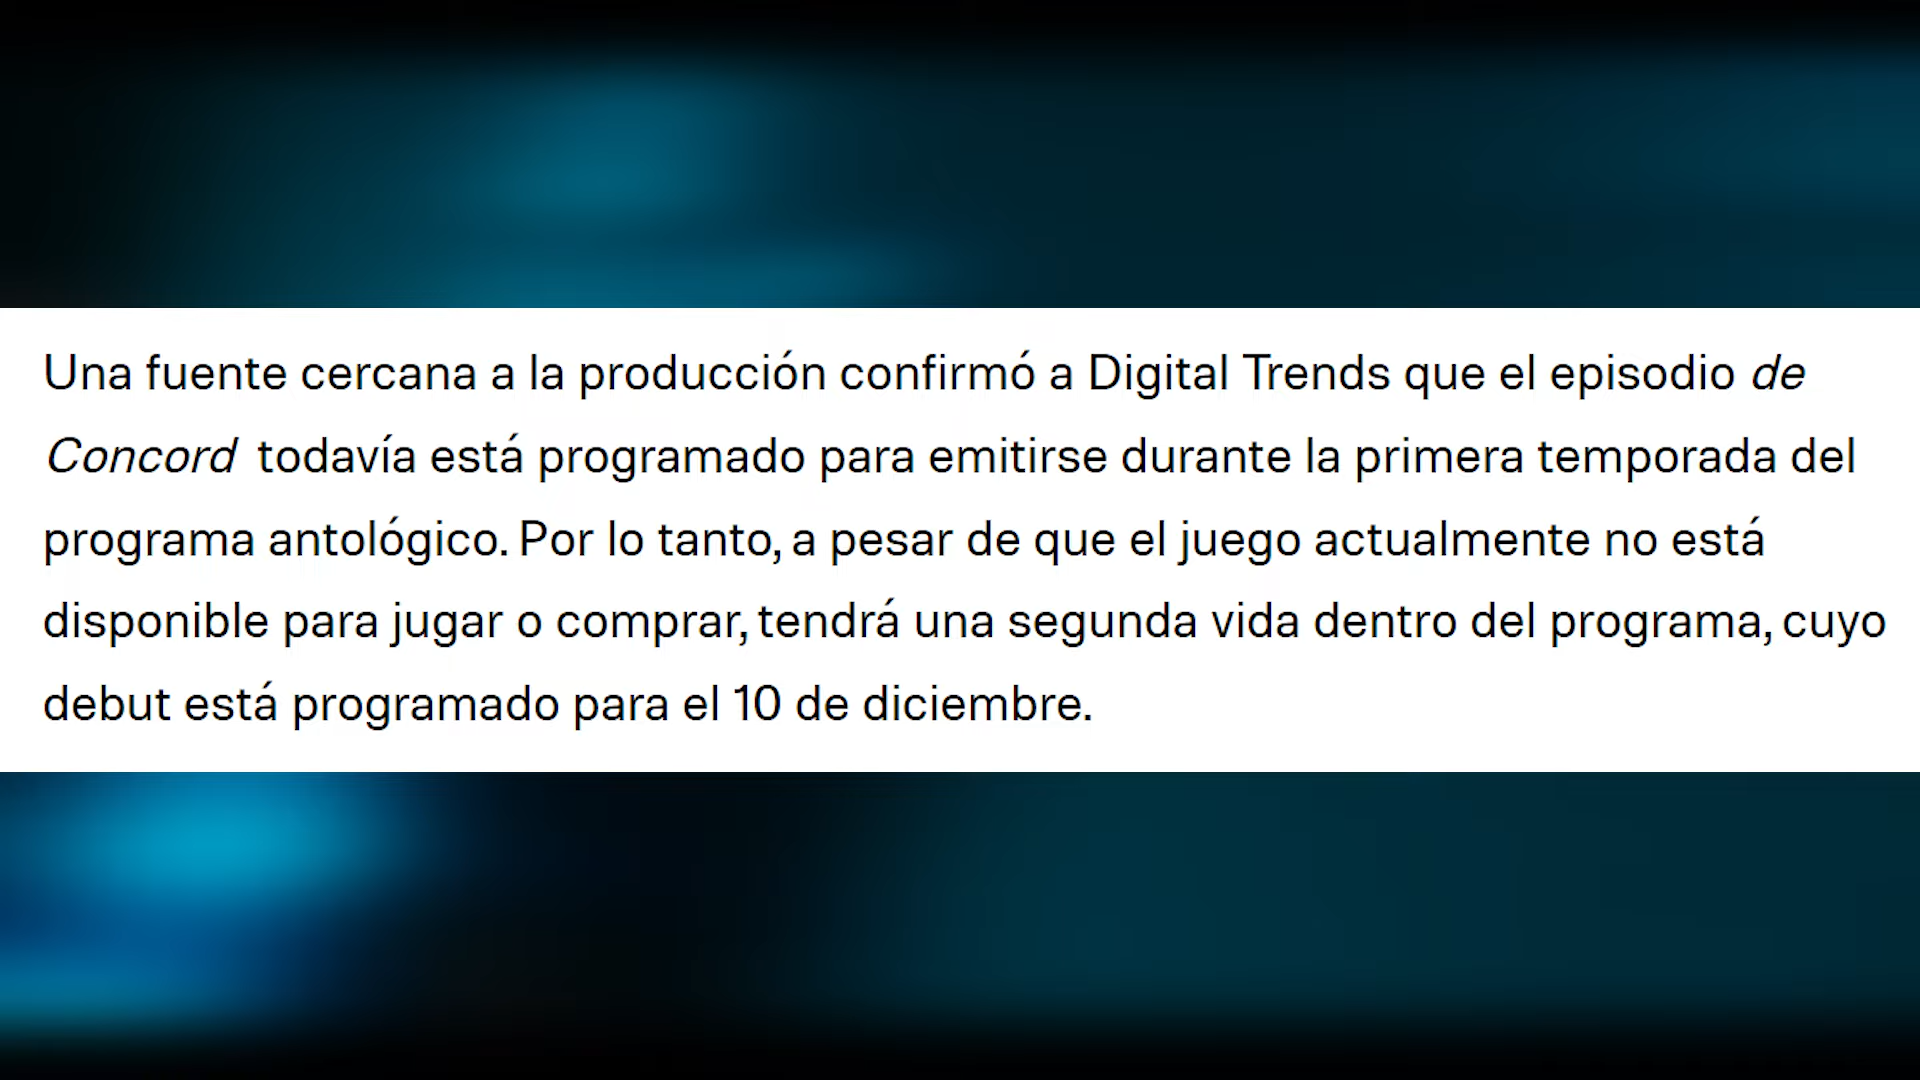 Una fuente cercana a la producción confirmó a Digital Trends que el episodio de
Concord todavía está programado para emitirse durante la primera temporada del
programa antológico. Por lo tanto, a pesar de que el juego actualmente no está
disponible para jugar o comprar, tendrá una segunda vida dentro del programa, cuyo
debut está programado para el 10 de diciembre.